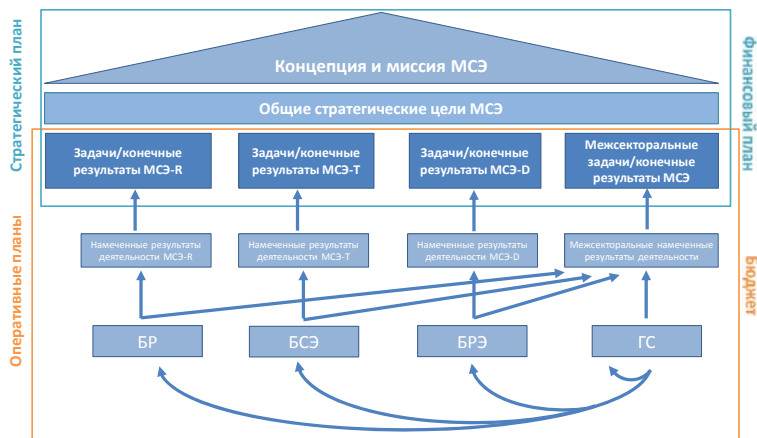 Концепция и миссия МСЭ
Общие стратегические цели МСЭ
Стратегический план
Финансовый план
Задачи/конечные
результаты МСЭ-R
Задачи/конечные
результаты МСЭ-T
Задачи/конечные
результаты МСЭ-D
Межсекторальные
задачи/конечные
результаты МСЭ
Оперативные планы
Бюджет
Намеченные результаты
деятельности МСЭ-R
Намеченные результаты
деятельности МСЭ-T
Намеченные результаты
деятельности МСЭ-D
Межсекторальные намеченные
результаты деятельности
БР
БСЭ
БРЭ
ГС